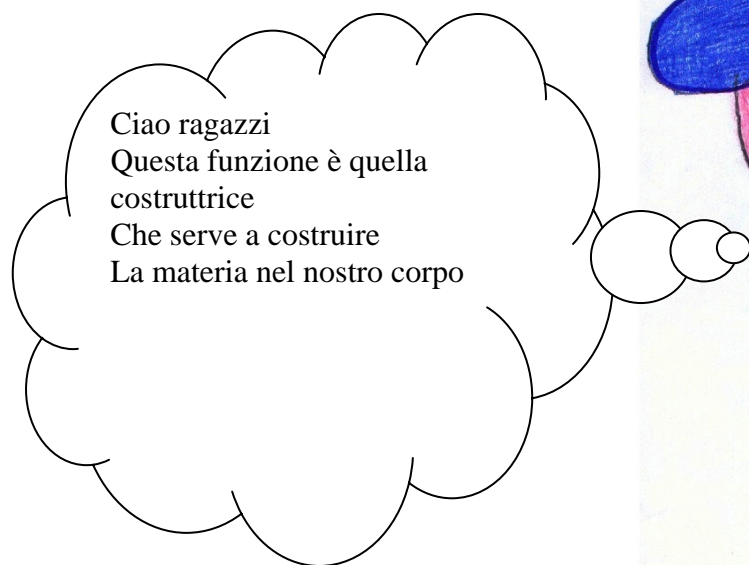 Ciao ragazzi
Questa funzione è quella
costruttrice
Che serve a costruire
La materia nel nostro corpo